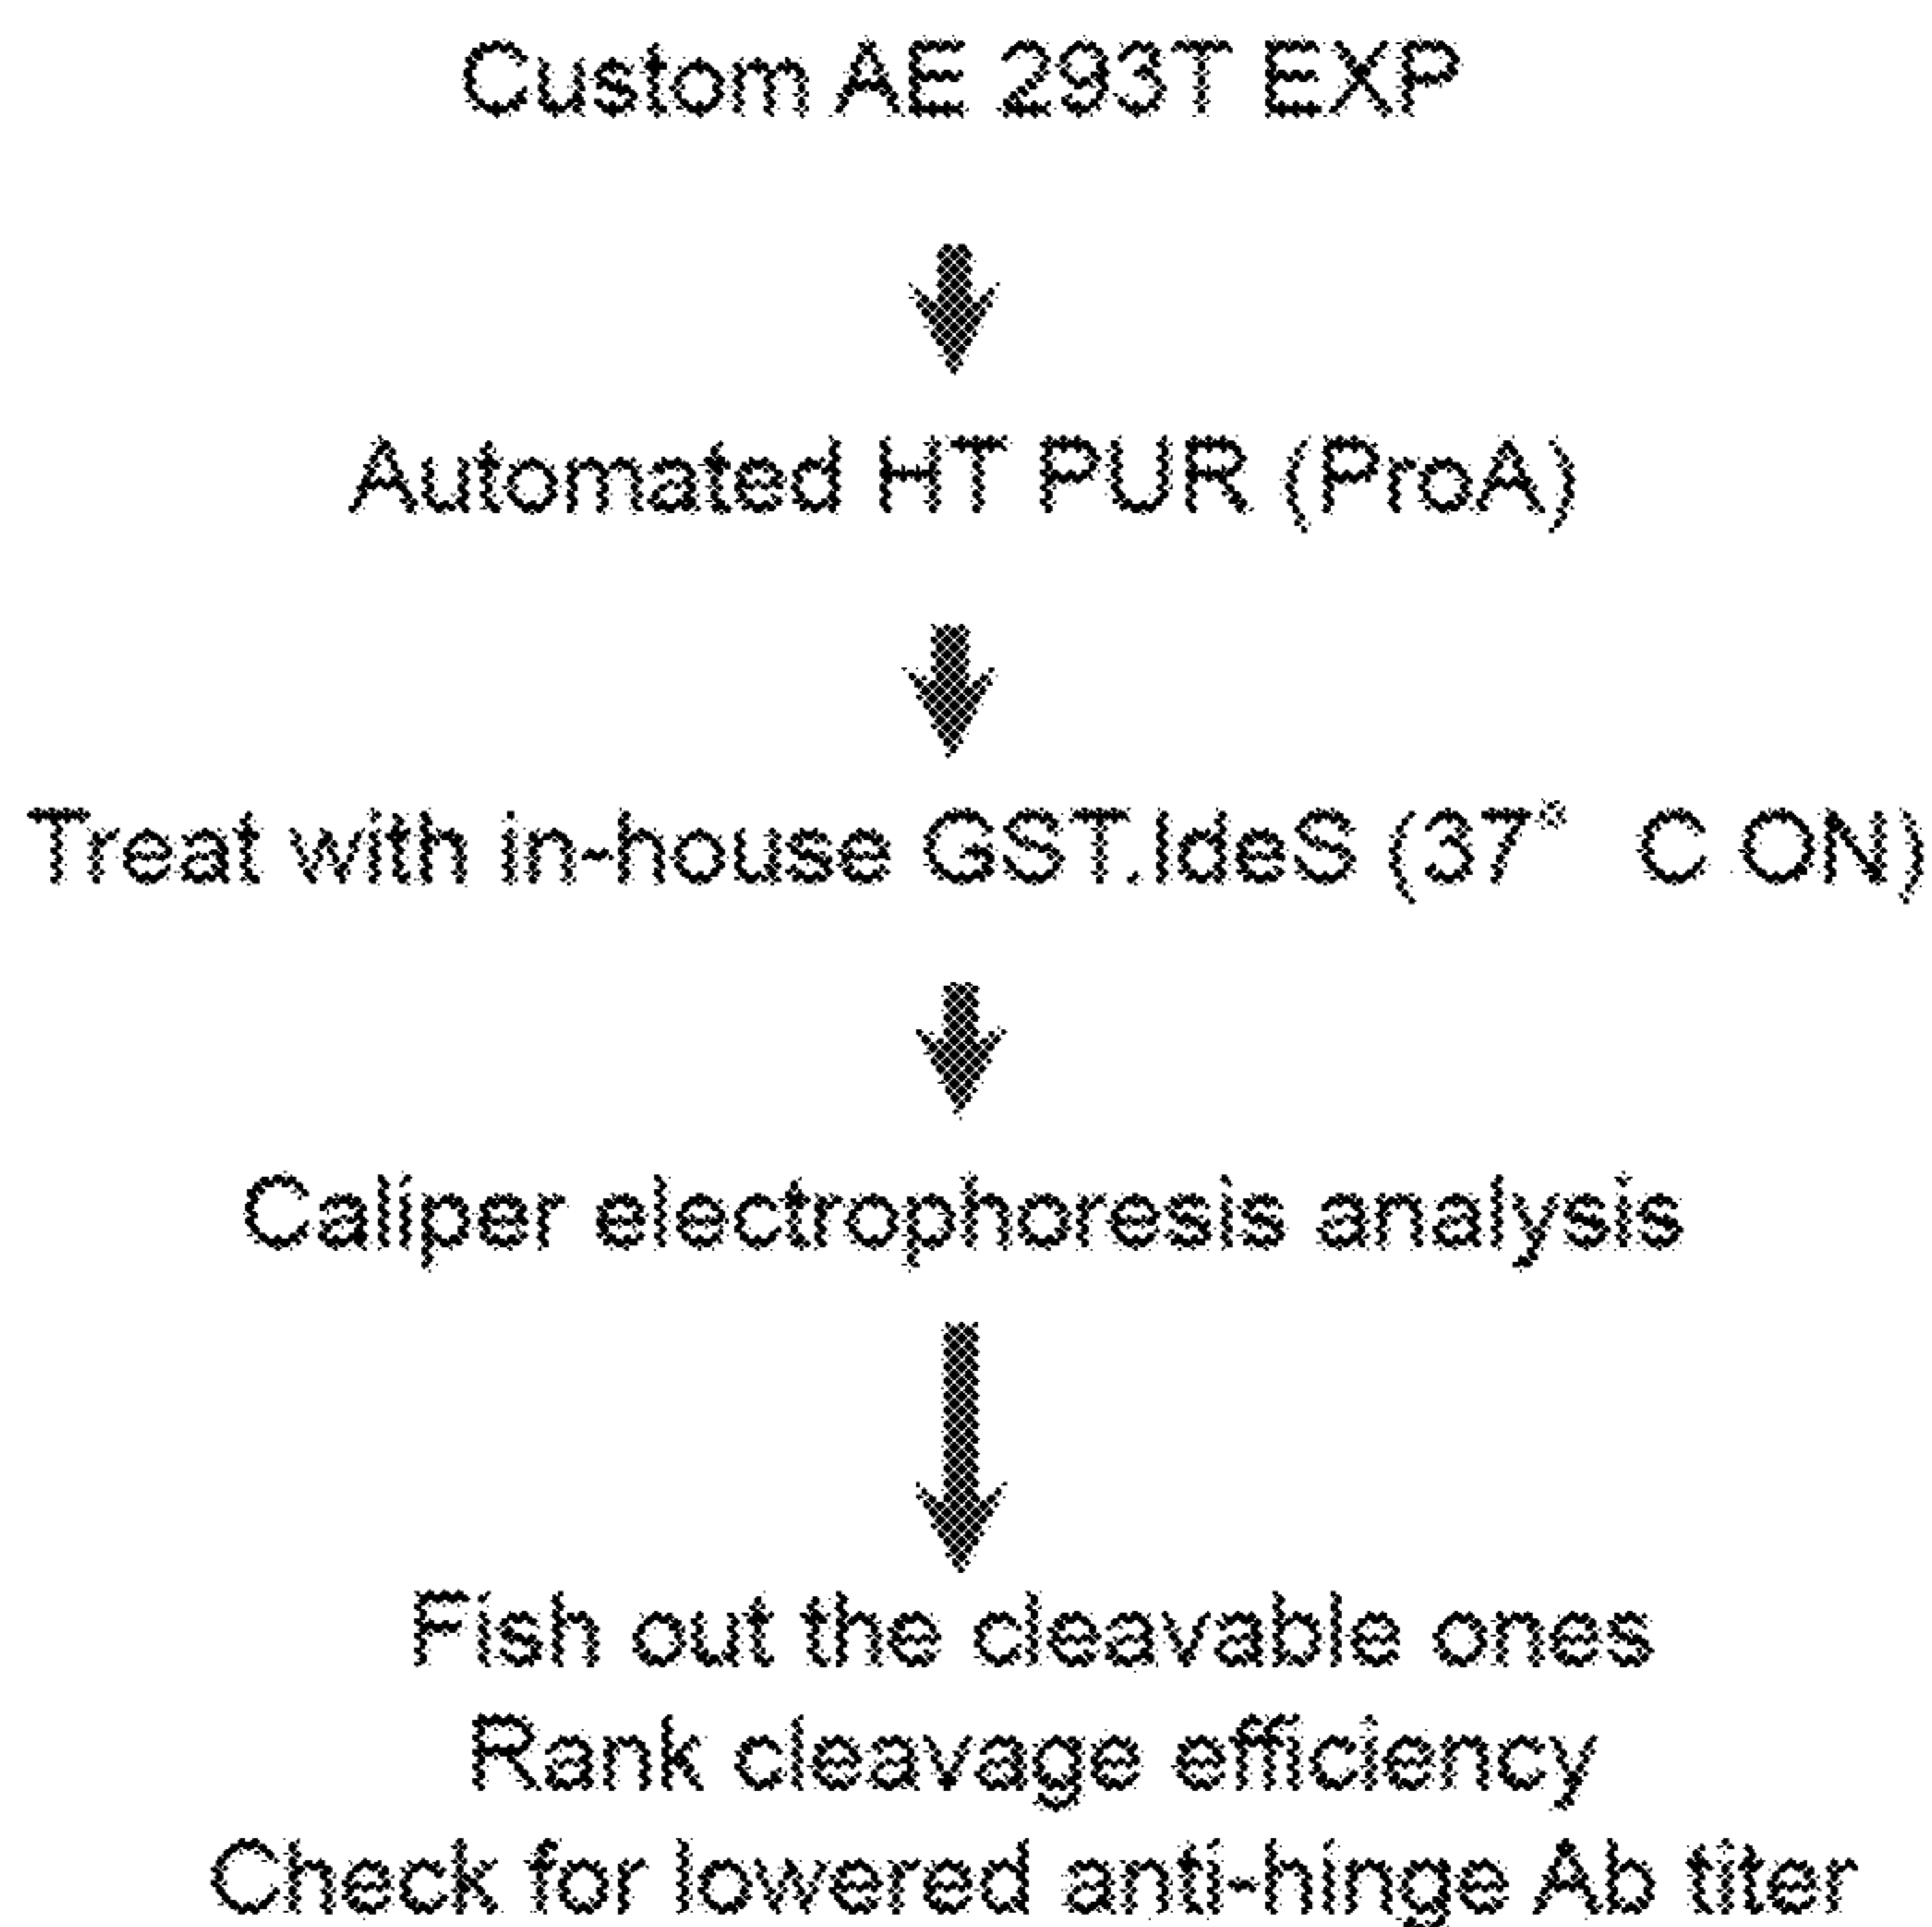 Custom AE 293T EXP
Automated HT PUR (ProA)
Treat with in-house GST.IdeS (37° C ON)
Caliper electrophoresis analysis
Fish out the cleavable ones
Rank cleavage efficiency
Check for lowered anti-hinge Ab titer